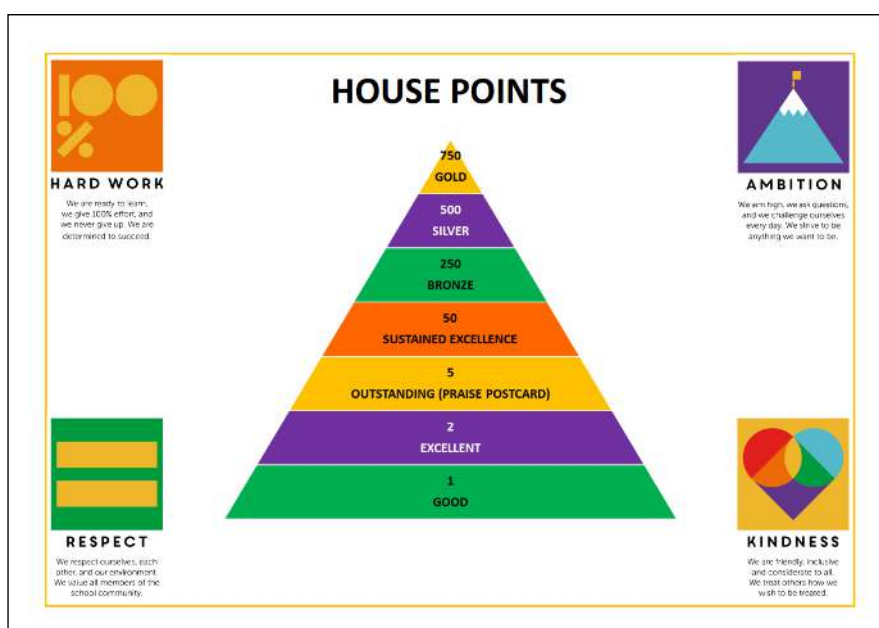 HOUSE POINTS
100
%
HARD WORK
We are ready to learn,
we give 100% effort, and
we never give up. We are
determined to succeed.
AMBITION
We aim high, we ask questions,
and we challenge ourselves
every day. We strive to be
anything we want to be.
750
GOLD
500
SILVER
250
BRONZE
50
SUSTAINED EXCELLENCE
5
OUTSTANDING (PRAISE POSTCARD)
2
EXCELLENT
1
GOOD
RESPECT
We respect ourselves, each
other, and our environment.
We value all members of the
school community.
KINDNESS
We are friendly, inclusive
and considerate to all.
We treat others how we
wish to be treated.